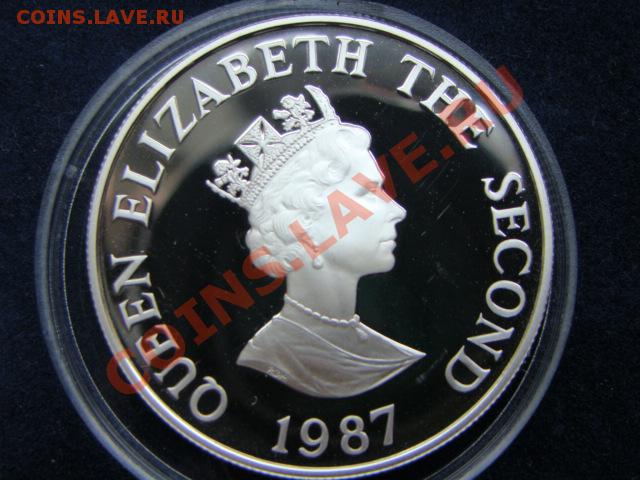 COINS.LAVE.RU
QUEEN ELIZABETH THE SECOND
1987
COINS.LAVE.RU